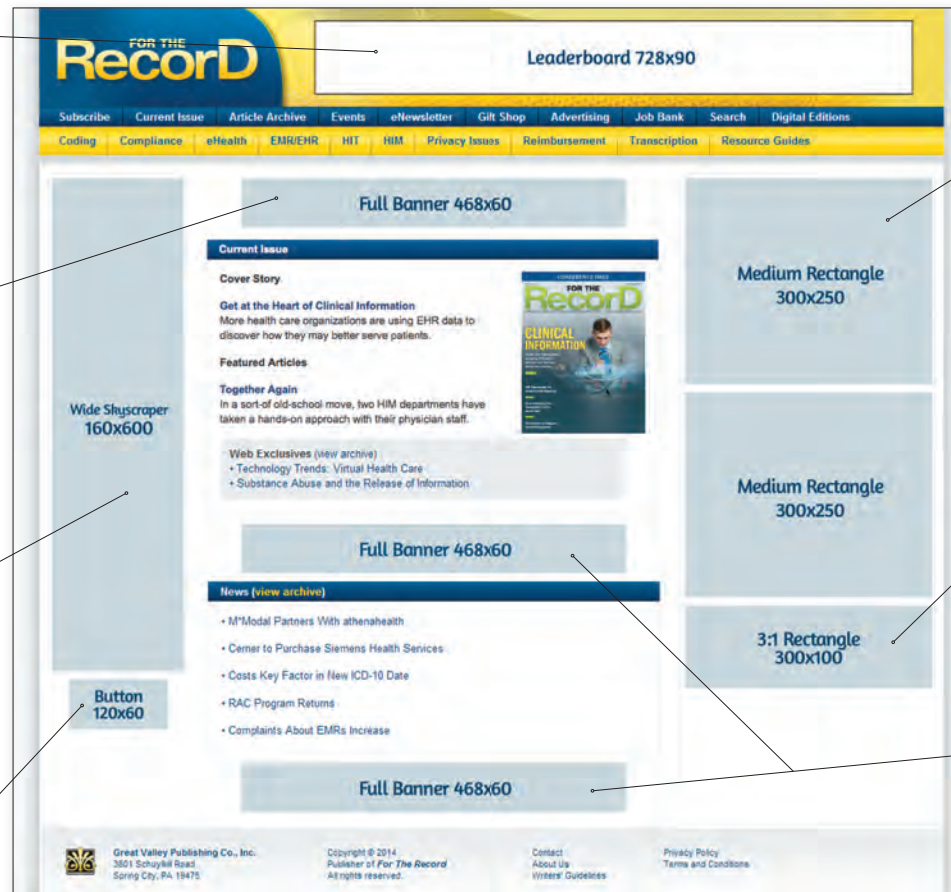 FOR THE
RecorD
Leaderboard 728x90
Subscribe Current Issue Article Archive Events eNewsletter Gift Shop Advertising Job Bank Search Digital Editions
Coding Compliance eHealth EMR/EHR HIT HIM Privacy Issues Reimbursement Transcription Resource Guides
Wide Skyscraper
160x600
Button
120x60
Full Banner 468x60
Current Issue
Cover Story
Get at the Heart of Clinical Information
More health care organizations are using EHR data to
discover how they may better serve patients.
Featured Articles
Together Again
In a sort-of old-school move, two HIM departments have
taken a hands-on approach with their physician staff.
FOR THE
RecorD
CLINICAL
INFORMATION
Web Exclusives (view archive)
• Technology Trends: Virtual Health Care
• Substance Abuse and the Release of Information
Full Banner 468x60
News (view archive)
• M*Modal Partners With athenahealth
• Cerner to Purchase Siemens Health Services
• Costs Key Factor in New ICD-10 Date
• RAC Program Returns
• Complaints About EMRs Increase
Full Banner 468x60
Medium Rectangle
300x250
Medium Rectangle
300x250
3:1 Rectangle
300x100
Great Valley Publishing Co., Inc.
3801 Schuylkill Road
Spring City, PA 19475
Copyright © 2014
Publisher of For The Record
All rights reserved.
Contact
About Us
Writers' Guidelines
Privacy Policy
Terms and Conditions